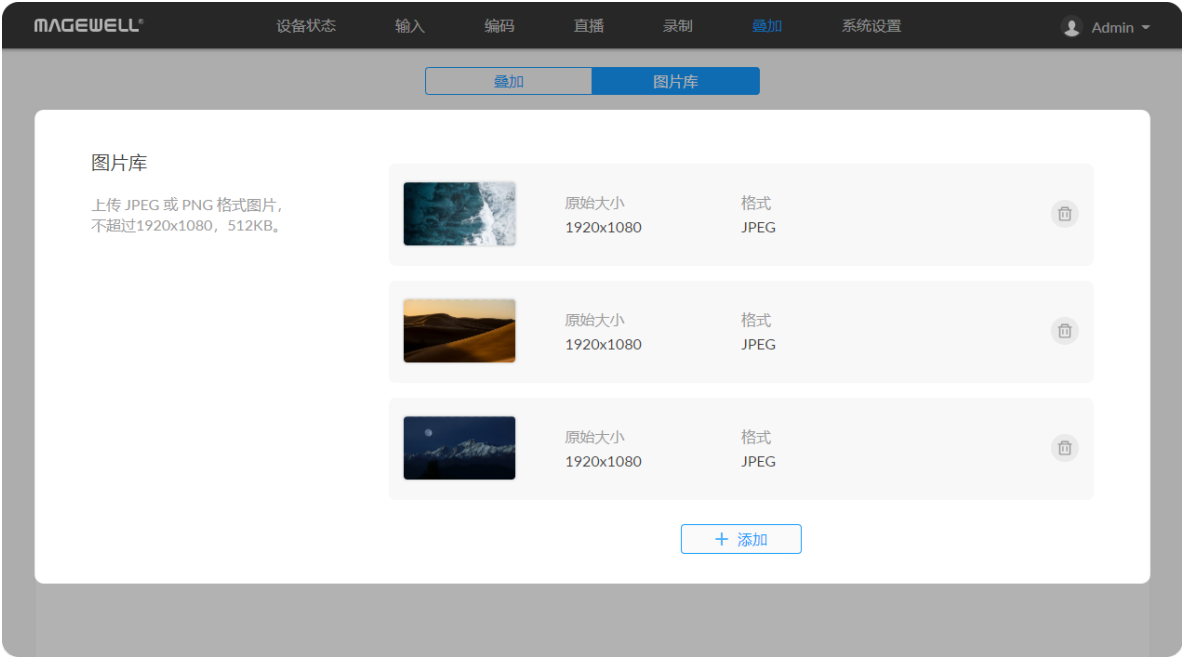 MAGEWELL®
设备状态 输入 编码 直播 录制 叠加 系统设置 Admin
叠加 图片库
图片库
上传 JPEG 或 PNG 格式图片，
不超过1920x1080，512KB。
原始大小 格式
1920x1080 JPEG
原始大小 格式
1920x1080 JPEG
原始大小 格式
1920x1080 JPEG
+ 添加